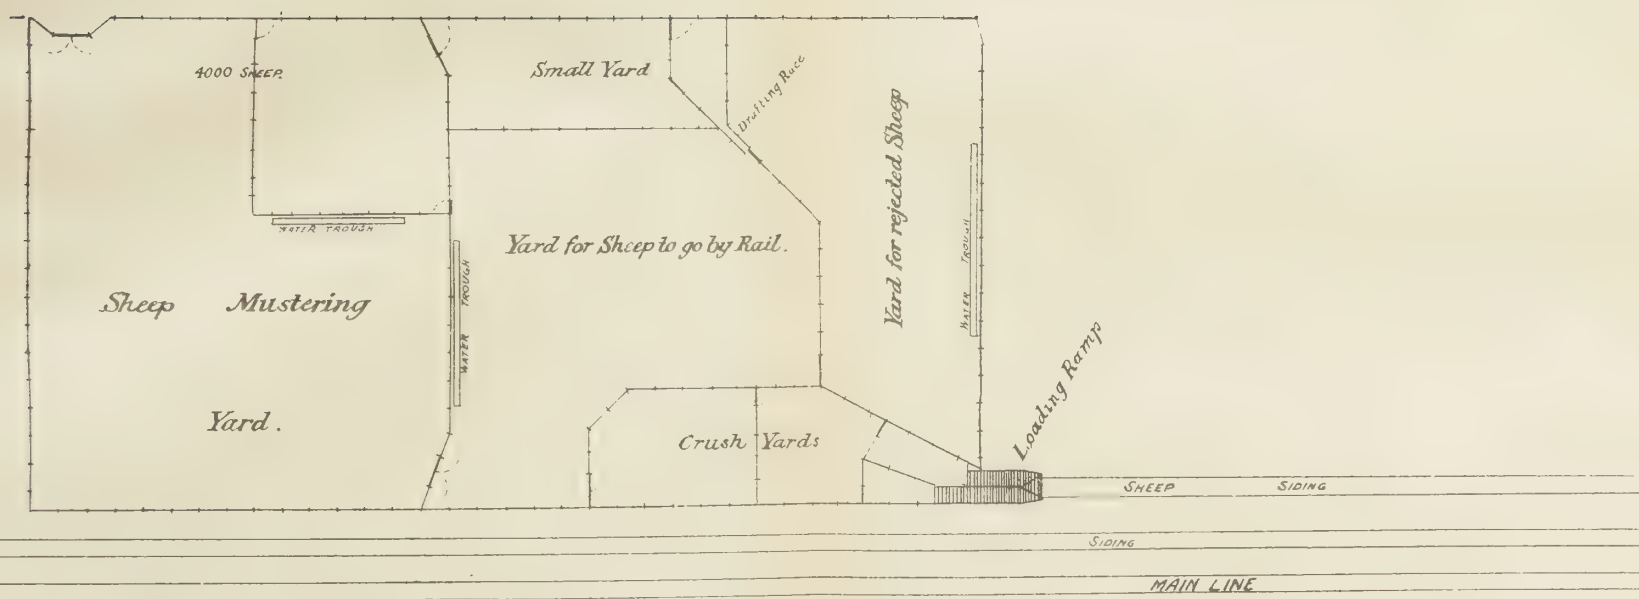 4000 SHEEP.
Small Yard
Drafting Race
Yard for rejected Sheep
WATER TROUGH
WATER TROUGH
Yard for Sheep to go by Rail.
WATER TROUGH
Sheep Mustering
Yard.
Crush Yards
Loading Ramp
SHEEP SIDING
SIDING
MAIN LINE